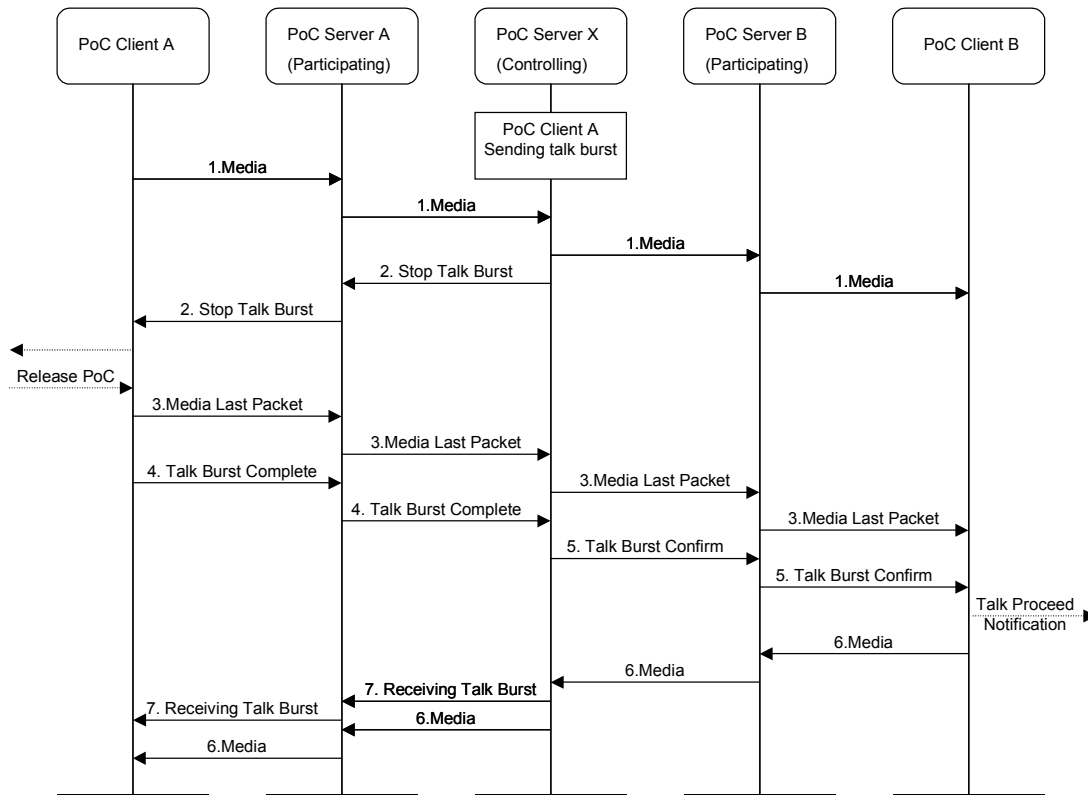 PoC Client A
PoC Server A
(Participating)
PoC Server X
(Controlling)
PoC Server B
(Participating)
PoC Client B
PoC Client A
Sending talk burst
1.Media
1.Media
1.Media
2. Stop Talk Burst
1.Media
2. Stop Talk Burst
Release PoC
3.Media Last Packet
3.Media Last Packet
4. Talk Burst Complete
3.Media Last Packet
4. Talk Burst Complete
3.Media Last Packet
5. Talk Burst Confirm
5. Talk Burst Confirm
Talk Proceed
Notification
6.Media
6.Media
7. Receiving Talk Burst
7. Receiving Talk Burst
6.Media
6.Media